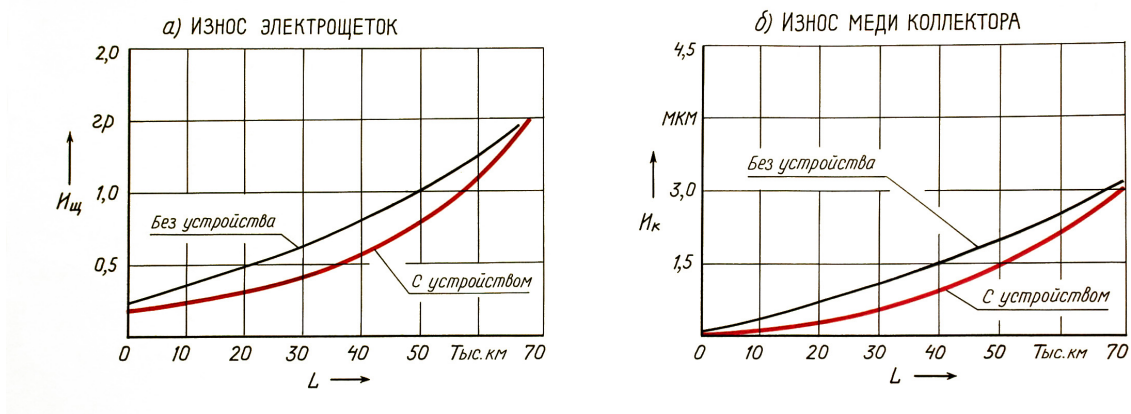 а) ИЗНОС ЭЛЕКТРОЩЕТОК
2,0
гр
1,0
0,5
Ищ
Без устройства
С устройством
0 10 20 30 40 50 Тыс.км 70
L
б) ИЗНОС МЕДИ КОЛЛЕКТОРА
4,5
мкм
3,0
1,5
Ик
Без устройства
С устройством
0 10 20 30 40 50 Тыс.км 70
L